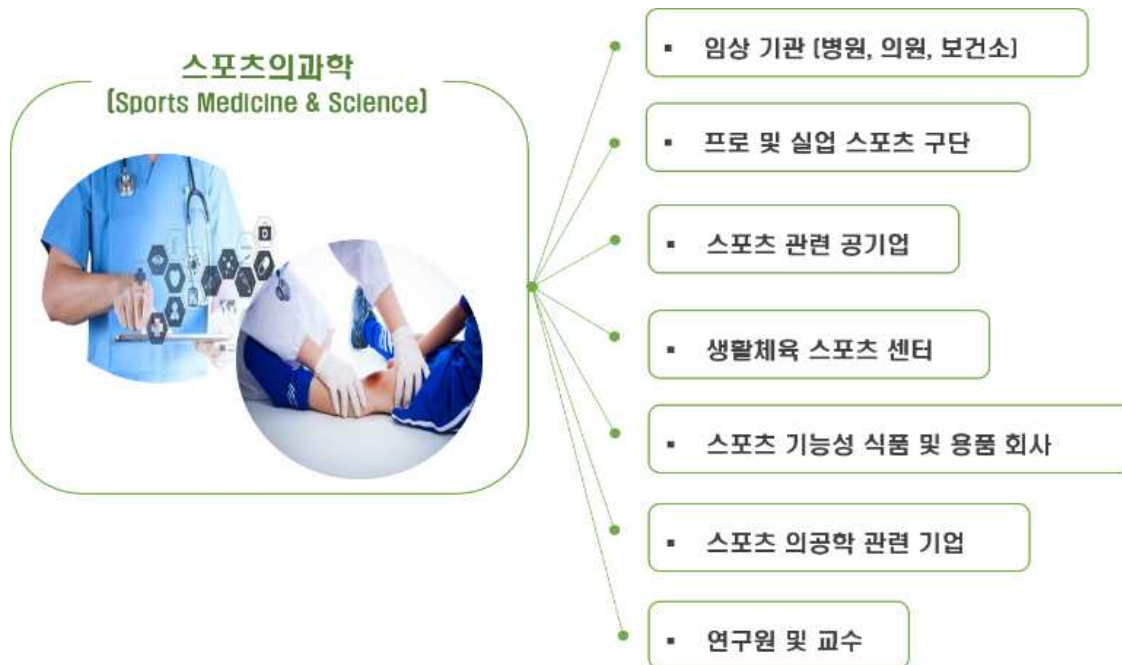 스포츠의과학
[Sports Medicine & Science]
▪ 임상 기관 [병원, 의원, 보건소]
▪ 프로 및 실업 스포츠 구단
▪ 스포츠 관련 공기업
▪ 생활체육 스포츠 센터
▪ 스포츠 기능성 식품 및 용품 회사
▪ 스포츠 의공학 관련 기업
▪ 연구원 및 교수